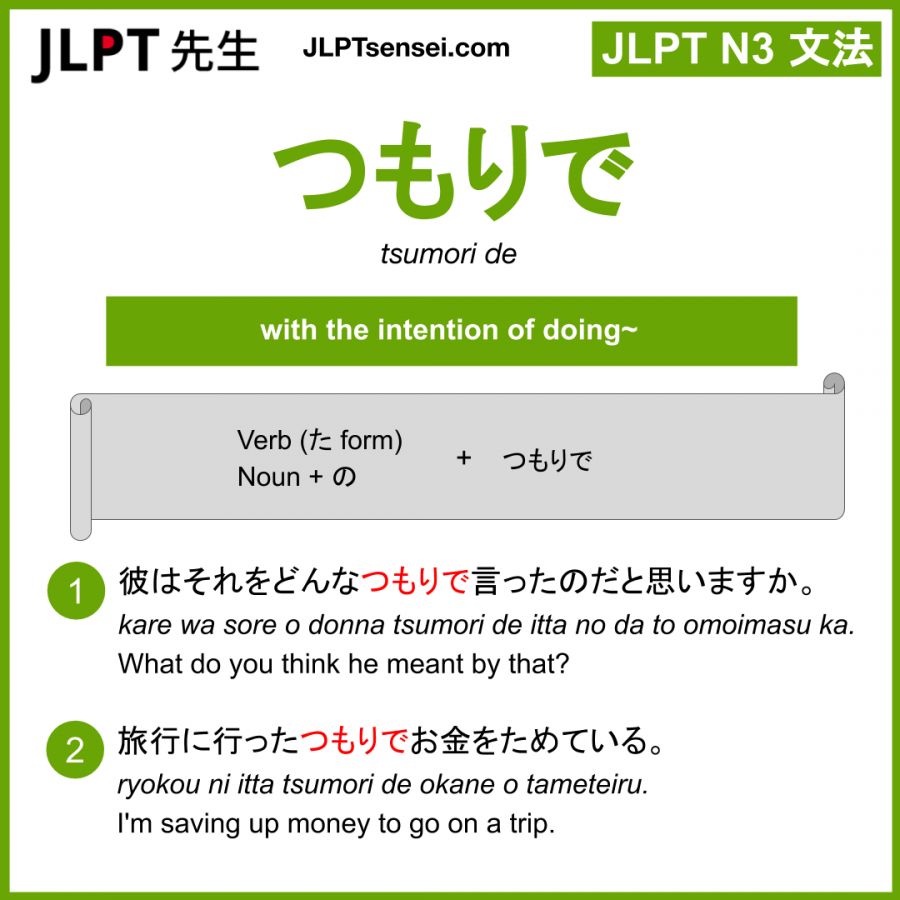 JLPT 先生
JLPTsensei.com
JLPT N3 文法
つもりで
tsumori de
with the intention of doing~
Verb (た form)
Noun + の
+ つもりで
1 彼はそれをどんなつもりで言ったのだと思いますか。
kare wa sore o donna tsumori de itta no da to omoimasu ka.
What do you think he meant by that?
2 旅行に行ったつもりでお金をためている。
ryokou ni itta tsumori de okane o tameteiru.
I'm saving up money to go on a trip.